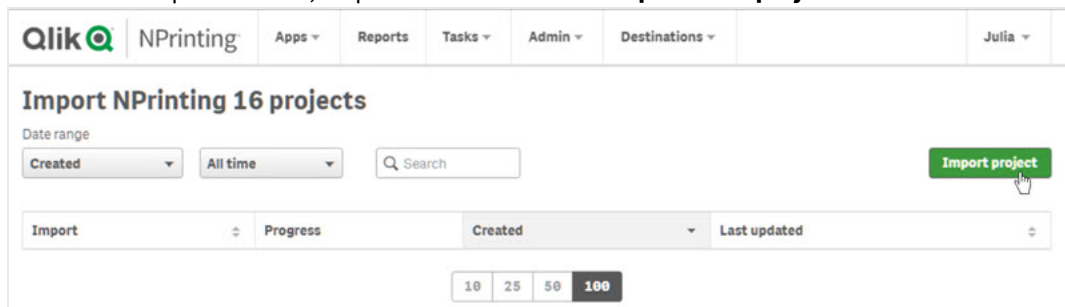 Qlik NPrinting Apps Reports Tasks Admin Destinations Julia
Import NPrinting 16 projects
Date range
Created All time Search Import project
Import Progress Created Last updated
10 25 50 100